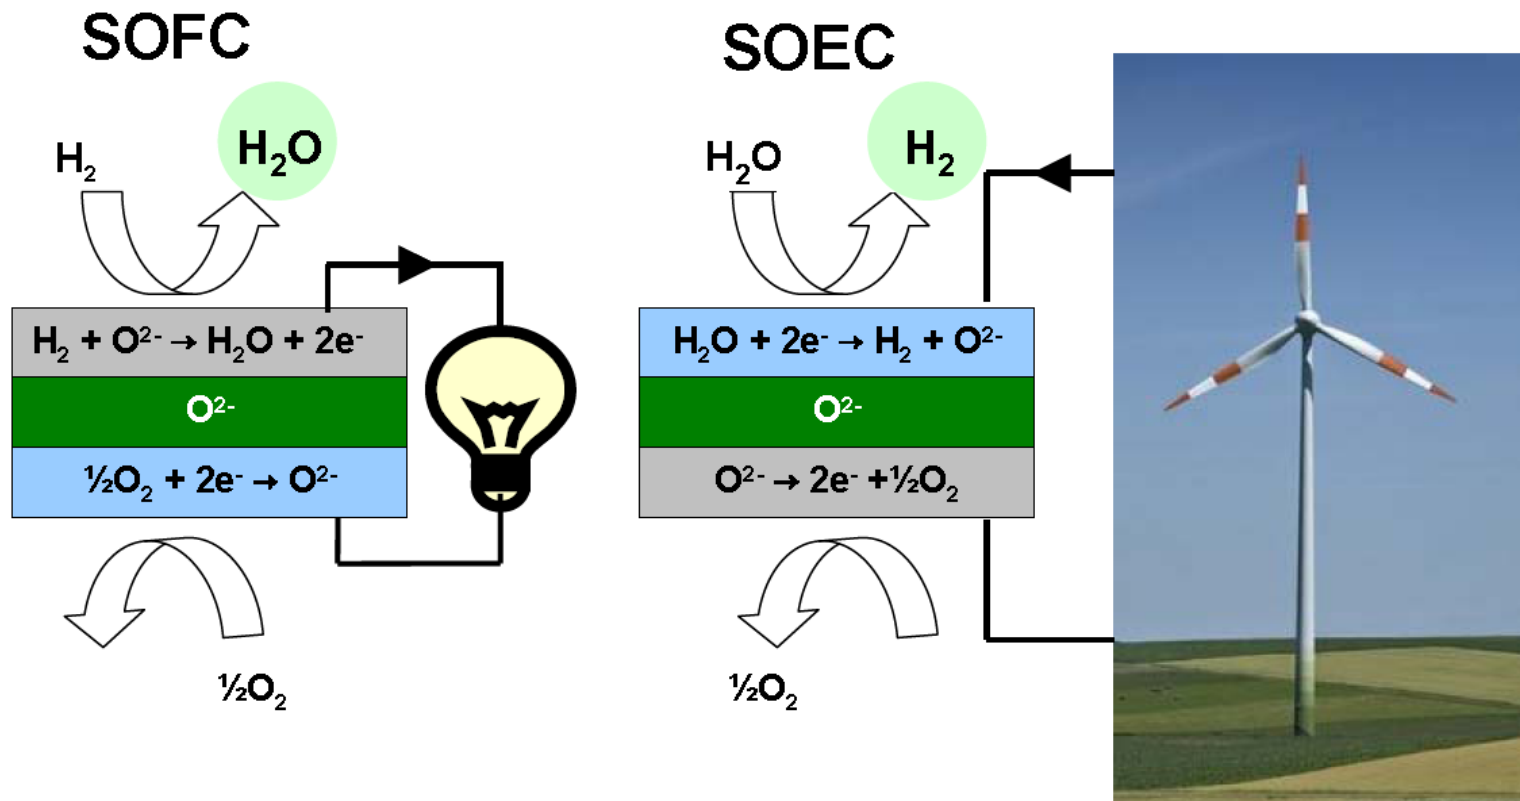 SOFC
H₂
H₂O
H₂ + O²⁻ → H₂O + 2e⁻
O²⁻
½O₂ + 2e⁻ → O²⁻
½O₂
SOEC
H₂O
H₂
H₂O + 2e⁻ → H₂ + O²⁻
O²⁻
O²⁻ → 2e⁻ +½O₂
½O₂